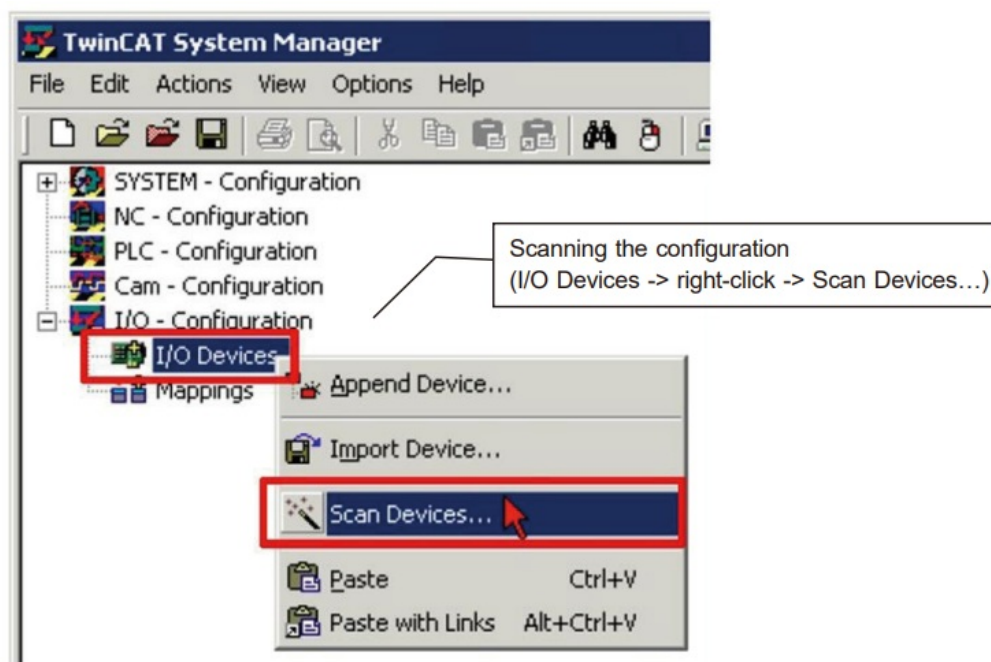 TwinCAT System Manager
File Edit Actions View Options Help
SYSTEM - Configuration
NC - Configuration
PLC - Configuration
Cam - Configuration
I/O - Configuration
I/O Devices
Mappings
Scanning the configuration
(I/O Devices -> right-click -> Scan Devices…)
Append Device...
Import Device...
Scan Devices...
Paste Ctrl+V
Paste with Links Alt+Ctrl+V